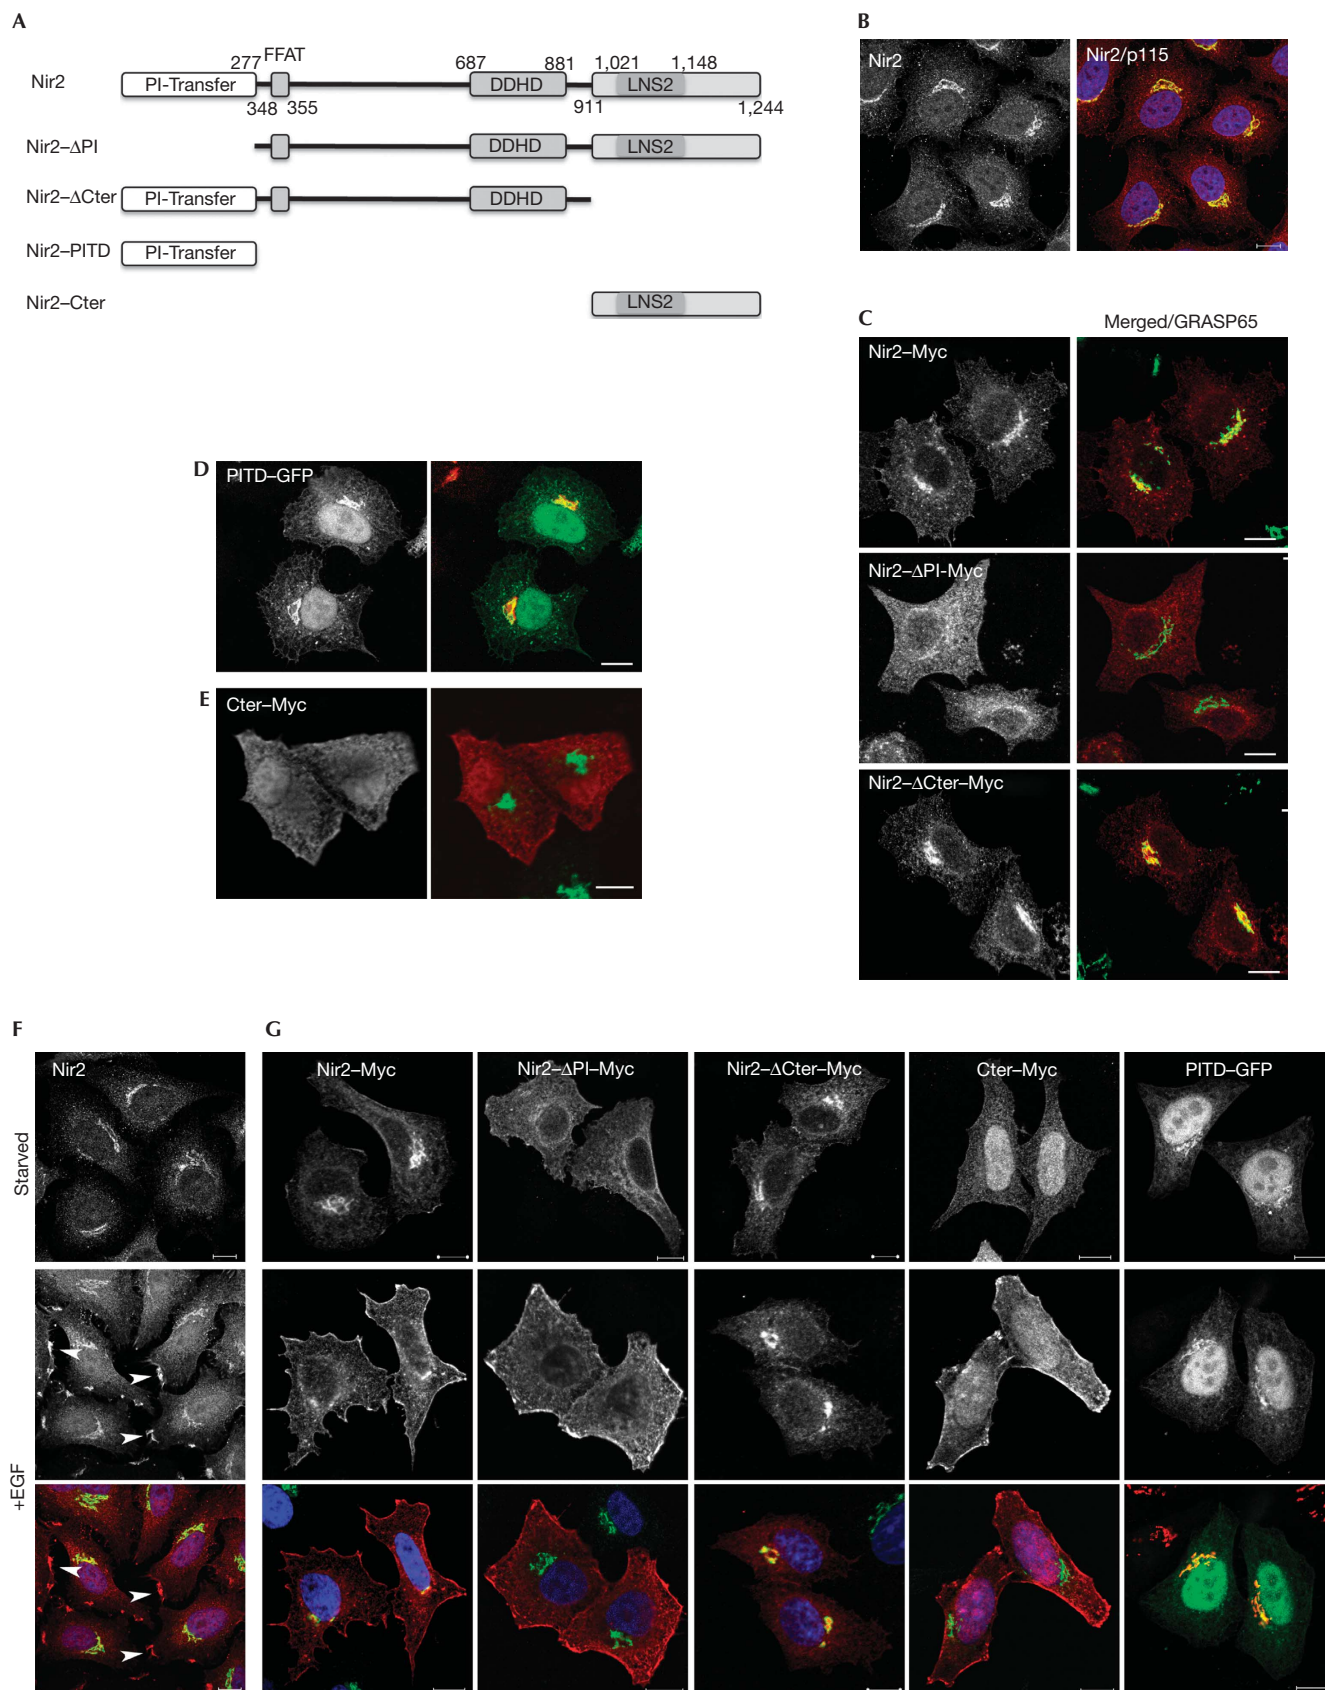 A
FFAT
277
687
881
1,021
1,148
Nir2
PI-Transfer
DDHD
LNS2
348
355
911
1,244
Nir2–ΔPI
DDHD
LNS2
Nir2–ΔCter
PI-Transfer
DDHD
Nir2–PITD
PI-Transfer
Nir2–Cter
LNS2
B
Nir2
Nir2/p115
C
Merged/GRASP65
Nir2–Myc
Nir2–ΔPI-Myc
Nir2–ΔCter–Myc
D
PITD–GFP
E
Cter–Myc
F
Nir2
G
Nir2–Myc
Nir2–ΔPI–Myc
Nir2–ΔCter–Myc
Cter–Myc
PITD–GFP
Starved
+EGF